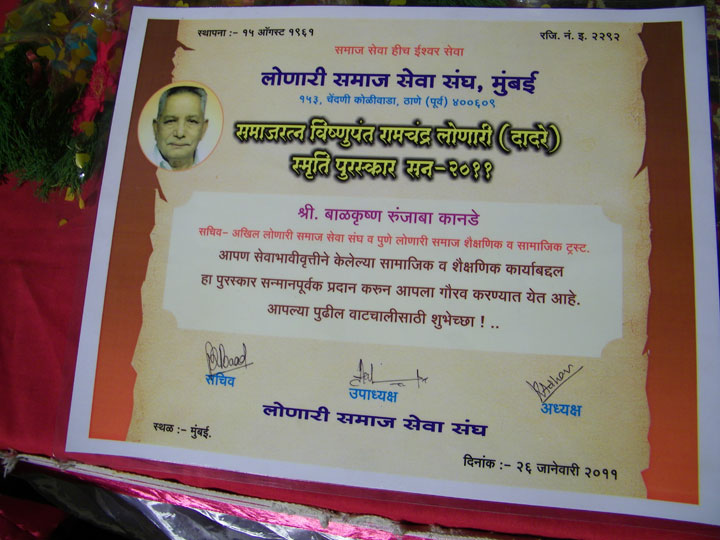 स्थापना :- १५ ऑगस्ट १९६१
रजि. नं. इ. २२९२
समाज सेवा हीच ईश्वर सेवा
लोणारी समाज सेवा संघ, मुंबई
१५३, चेंदणी कोळीवाडा, ठाणे (पूर्व) ४००६०१
समाजरत्न विष्णुपंत रामचंद्र लोणारी (दादरे)
स्मृति पुरस्कार सन-२०११
श्री. बाळकृष्ण रुंजाबा कानडे
सचिव- अखिल लोणारी समाज सेवा संघ व पुणे लोणारी समाज शैक्षणिक व सामाजिक ट्रस्ट.
आपण सेवाभावीवृत्तीने केलेल्या सामाजिक व शैक्षणिक कार्याबद्दल
हा पुरस्कार सन्मानपूर्वक प्रदान करुन आपला गौरव करण्यात येत आहे.
आपल्या पुढील वाटचालीसाठी शुभेच्छा ! ..
सचिव
उपाध्यक्ष
अध्यक्ष
लोणारी समाज सेवा संघ
स्थळ :- मुंबई.
दिनांक :- २६ जानेवारी २०११